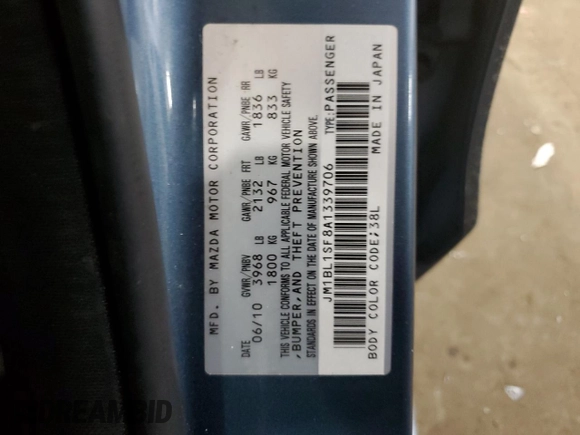 MFD. BY MAZDA MOTOR CORPORATION
DATE GVWR/PNBV GAWR/PNBE FRT GAWR/PNBE RR
06/10 3968 LB 2132 LB 1836 LB
1800 KG 967 KG 833 KG
THIS VEHICLE CONFORMS TO ALL APPLICABLE FEDERAL MOTOR VEHICLE SAFETY
,BUMPER,AND THEFT PREVENTION
STANDARDS IN EFFECT ON THE DATE OF MANUFACTURE SHOWN ABOVE.
JM1BL1SF8A1339706 TYPE:PASSENGER
BODY COLOR CODE;38L MADE IN JAPAN
DREAMBID